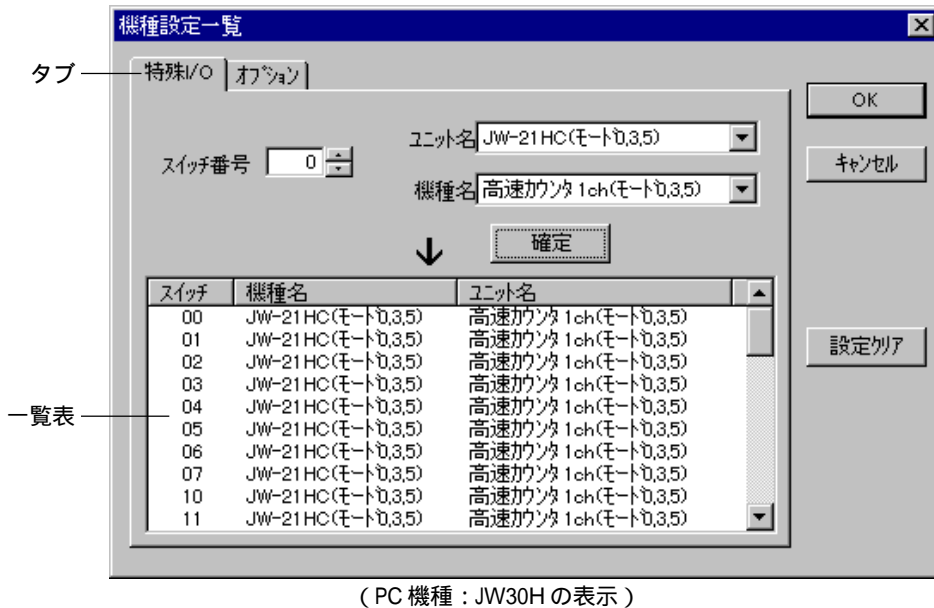 機種設定一覧
タブ
特殊I/O
ｵﾌﾟｼｮﾝ
OK
ﾕﾆｯﾄ名 JW-21HC(ﾓｰﾄﾞ0,3,5)
ｽｲｯﾁ番号 0
ｷｬﾝｾﾙ
機種名 高速ｶｳﾝﾀ 1ch(ﾓｰﾄﾞ0,3,5)
↓ 確定
ｽｲｯﾁ 機種名 ﾕﾆｯﾄ名
00 JW-21HC(ﾓｰﾄﾞ0,3,5) 高速ｶｳﾝﾀ 1ch(ﾓｰﾄﾞ0,3,5)
01 JW-21HC(ﾓｰﾄﾞ0,3,5) 高速ｶｳﾝﾀ 1ch(ﾓｰﾄﾞ0,3,5)
設定ｸﾘｱ
02 JW-21HC(ﾓｰﾄﾞ0,3,5) 高速ｶｳﾝﾀ 1ch(ﾓｰﾄﾞ0,3,5)
03 JW-21HC(ﾓｰﾄﾞ0,3,5) 高速ｶｳﾝﾀ 1ch(ﾓｰﾄﾞ0,3,5)
一覧表
04 JW-21HC(ﾓｰﾄﾞ0,3,5) 高速ｶｳﾝﾀ 1ch(ﾓｰﾄﾞ0,3,5)
05 JW-21HC(ﾓｰﾄﾞ0,3,5) 高速ｶｳﾝﾀ 1ch(ﾓｰﾄﾞ0,3,5)
06 JW-21HC(ﾓｰﾄﾞ0,3,5) 高速ｶｳﾝﾀ 1ch(ﾓｰﾄﾞ0,3,5)
07 JW-21HC(ﾓｰﾄﾞ0,3,5) 高速ｶｳﾝﾀ 1ch(ﾓｰﾄﾞ0,3,5)
10 JW-21HC(ﾓｰﾄﾞ0,3,5) 高速ｶｳﾝﾀ 1ch(ﾓｰﾄﾞ0,3,5)
11 JW-21HC(ﾓｰﾄﾞ0,3,5) 高速ｶｳﾝﾀ 1ch(ﾓｰﾄﾞ0,3,5)
（PC機種：JW30Hの表示）